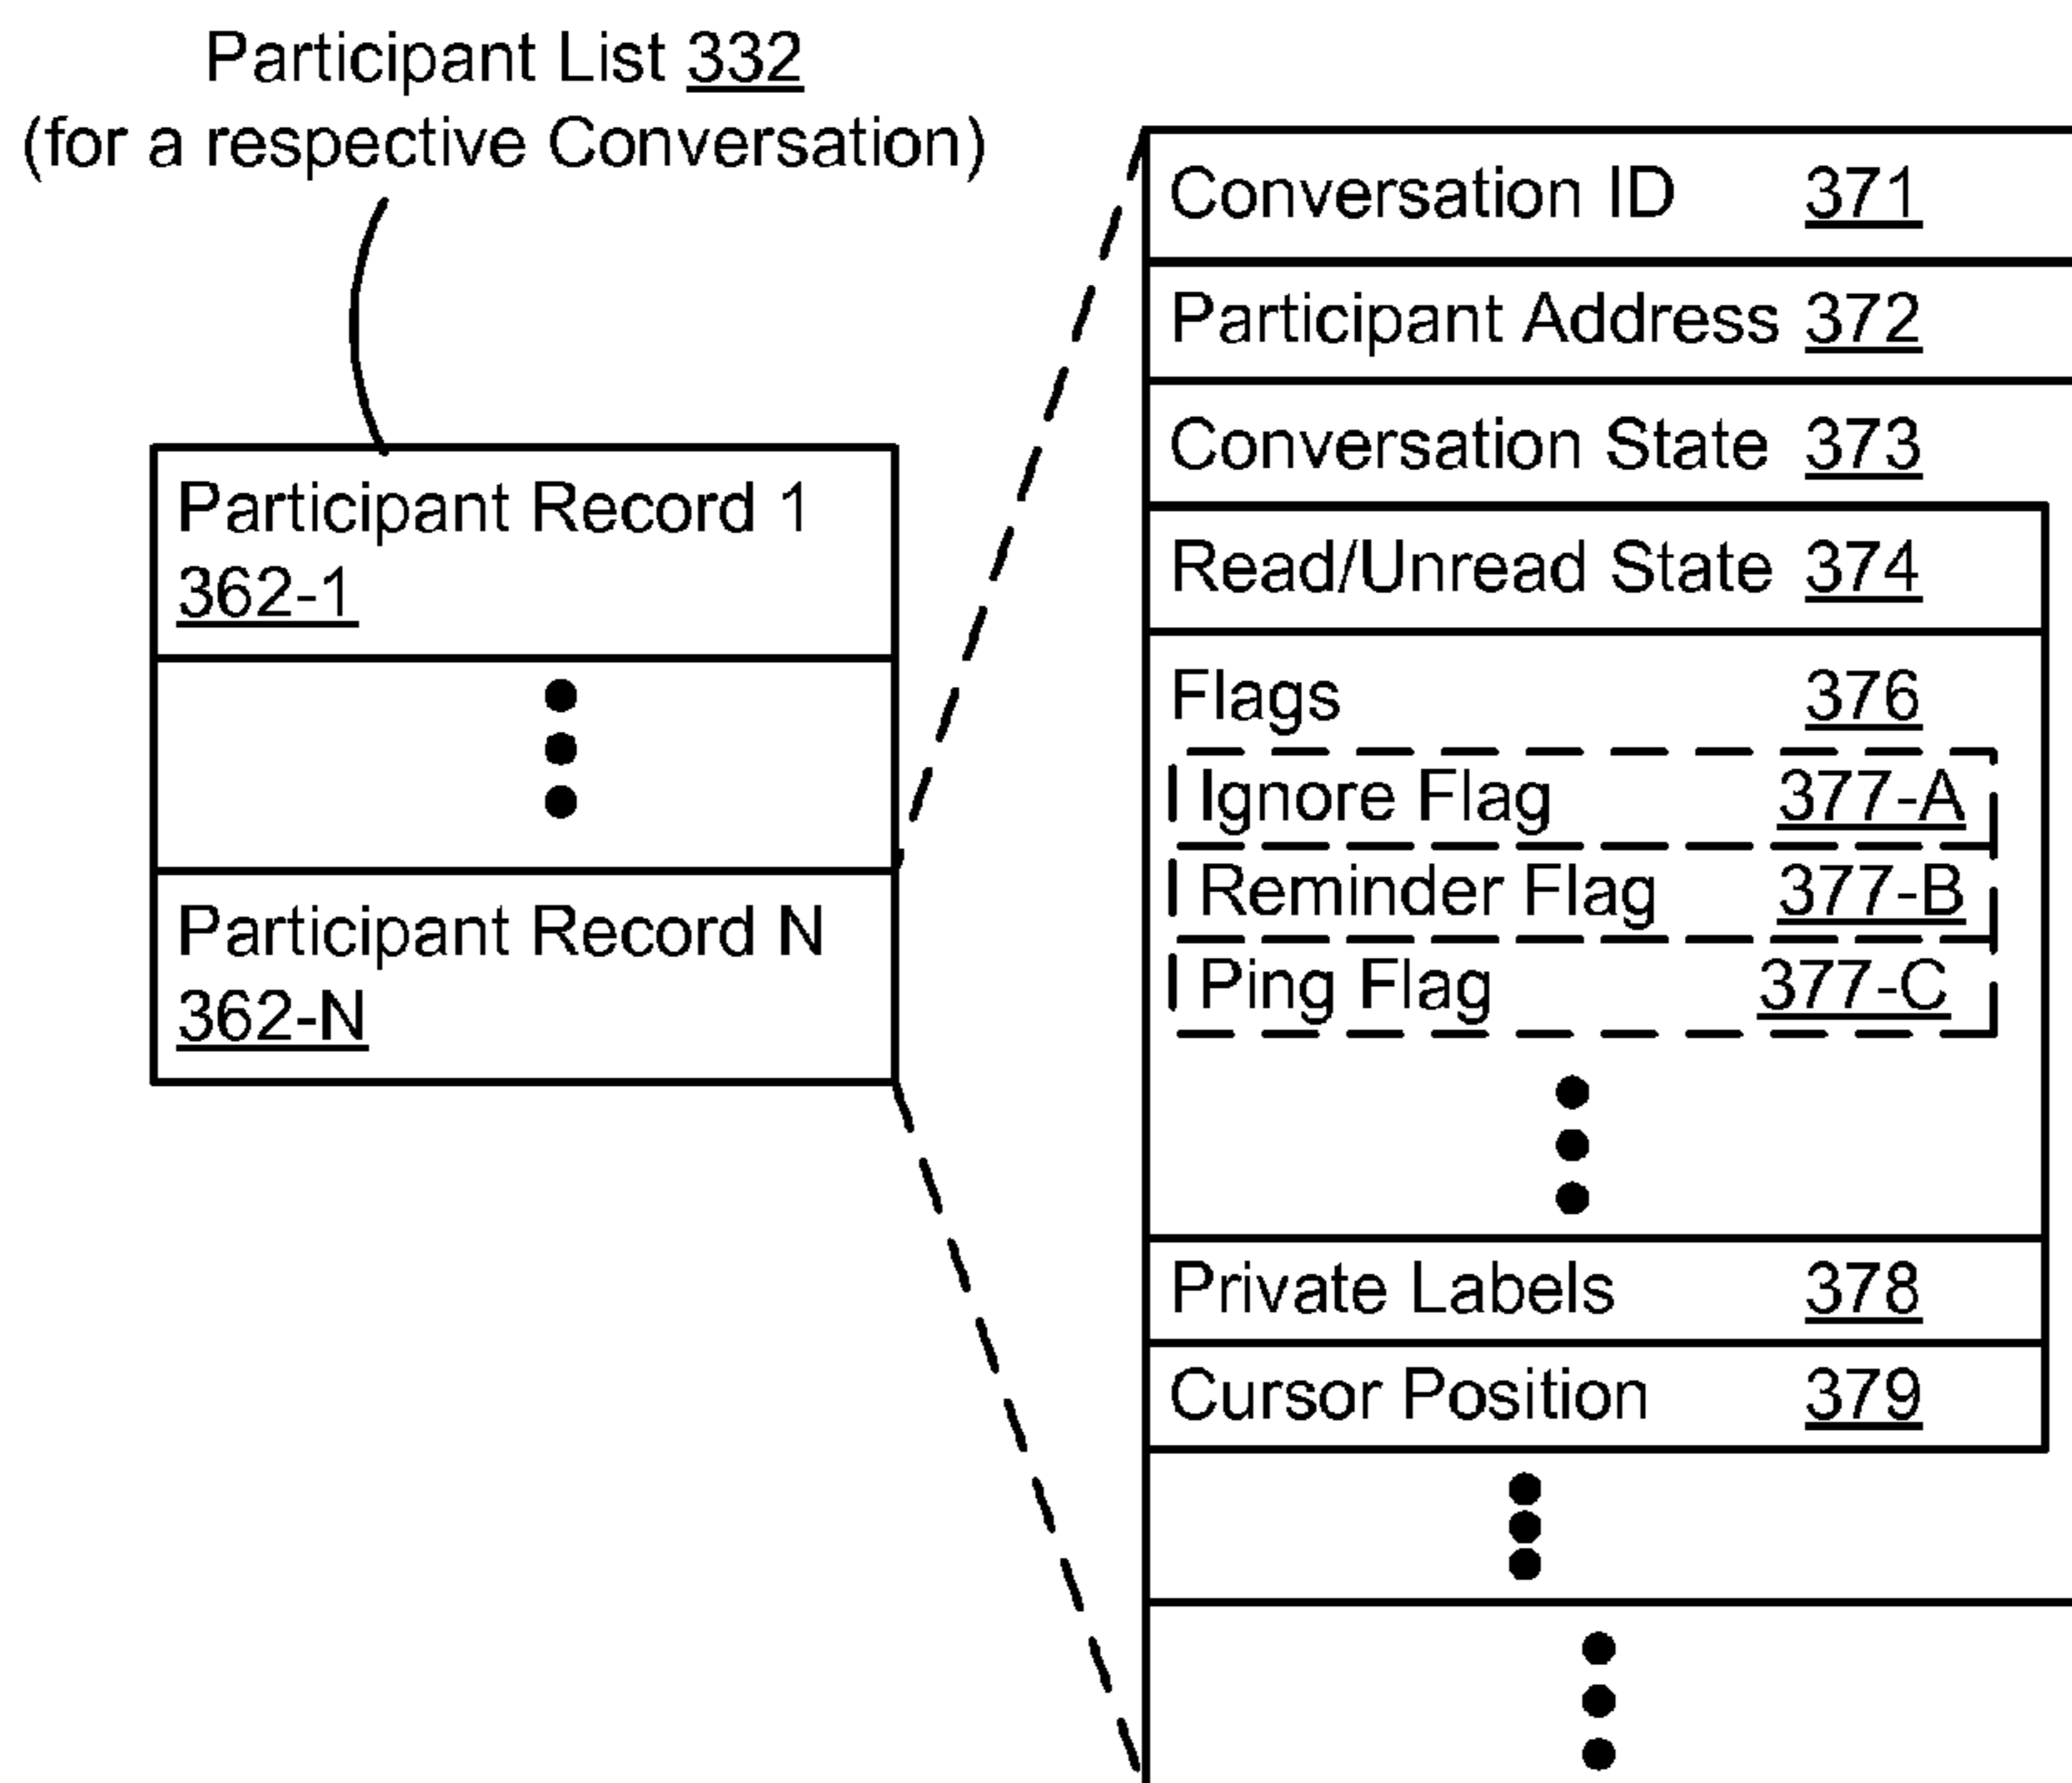 Participant List 332
(for a respective Conversation)
Participant Record 1
362-1
Participant Record N
362-N
Conversation ID 371
Participant Address 372
Conversation State 373
Read/Unread State 374
Flags 376
Ignore Flag 377-A
Reminder Flag 377-B
Ping Flag 377-C
Private Labels 378
Cursor Position 379